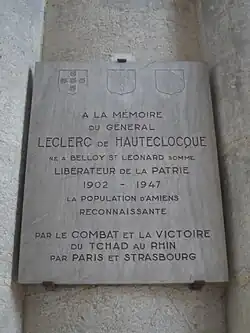 A LA MEMOIRE
DU GENERAL
LECLERC DE HAUTECLOCQUE
NE A BELLOY ST LEONARD SOMME
LIBERATEUR DE LA PATRIE
1902 - 1947
LA POPULATION D'AMIENS
RECONNAISSANTE
PAR LE COMBAT ET LA VICTOIRE
DU TCHAD AU RHIN
PAR PARIS ET STRASBOURG